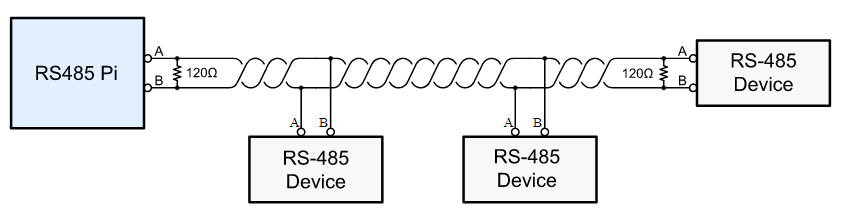 RS485 Pi
A
B
120Ω
120Ω
A
B
RS-485
Device
A
B
RS-485
Device
A
B
RS-485
Device